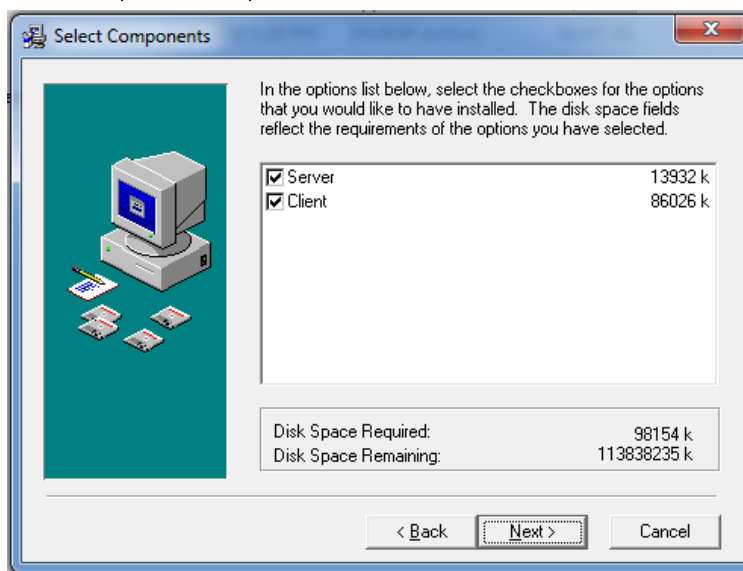 Select Components
In the options list below, select the checkboxes for the options
that you would like to have installed. The disk space fields
reflect the requirements of the options you have selected.
Server 13932 k
Client 86026 k
Disk Space Required: 98154 k
Disk Space Remaining: 113838235 k
< Back Next > Cancel